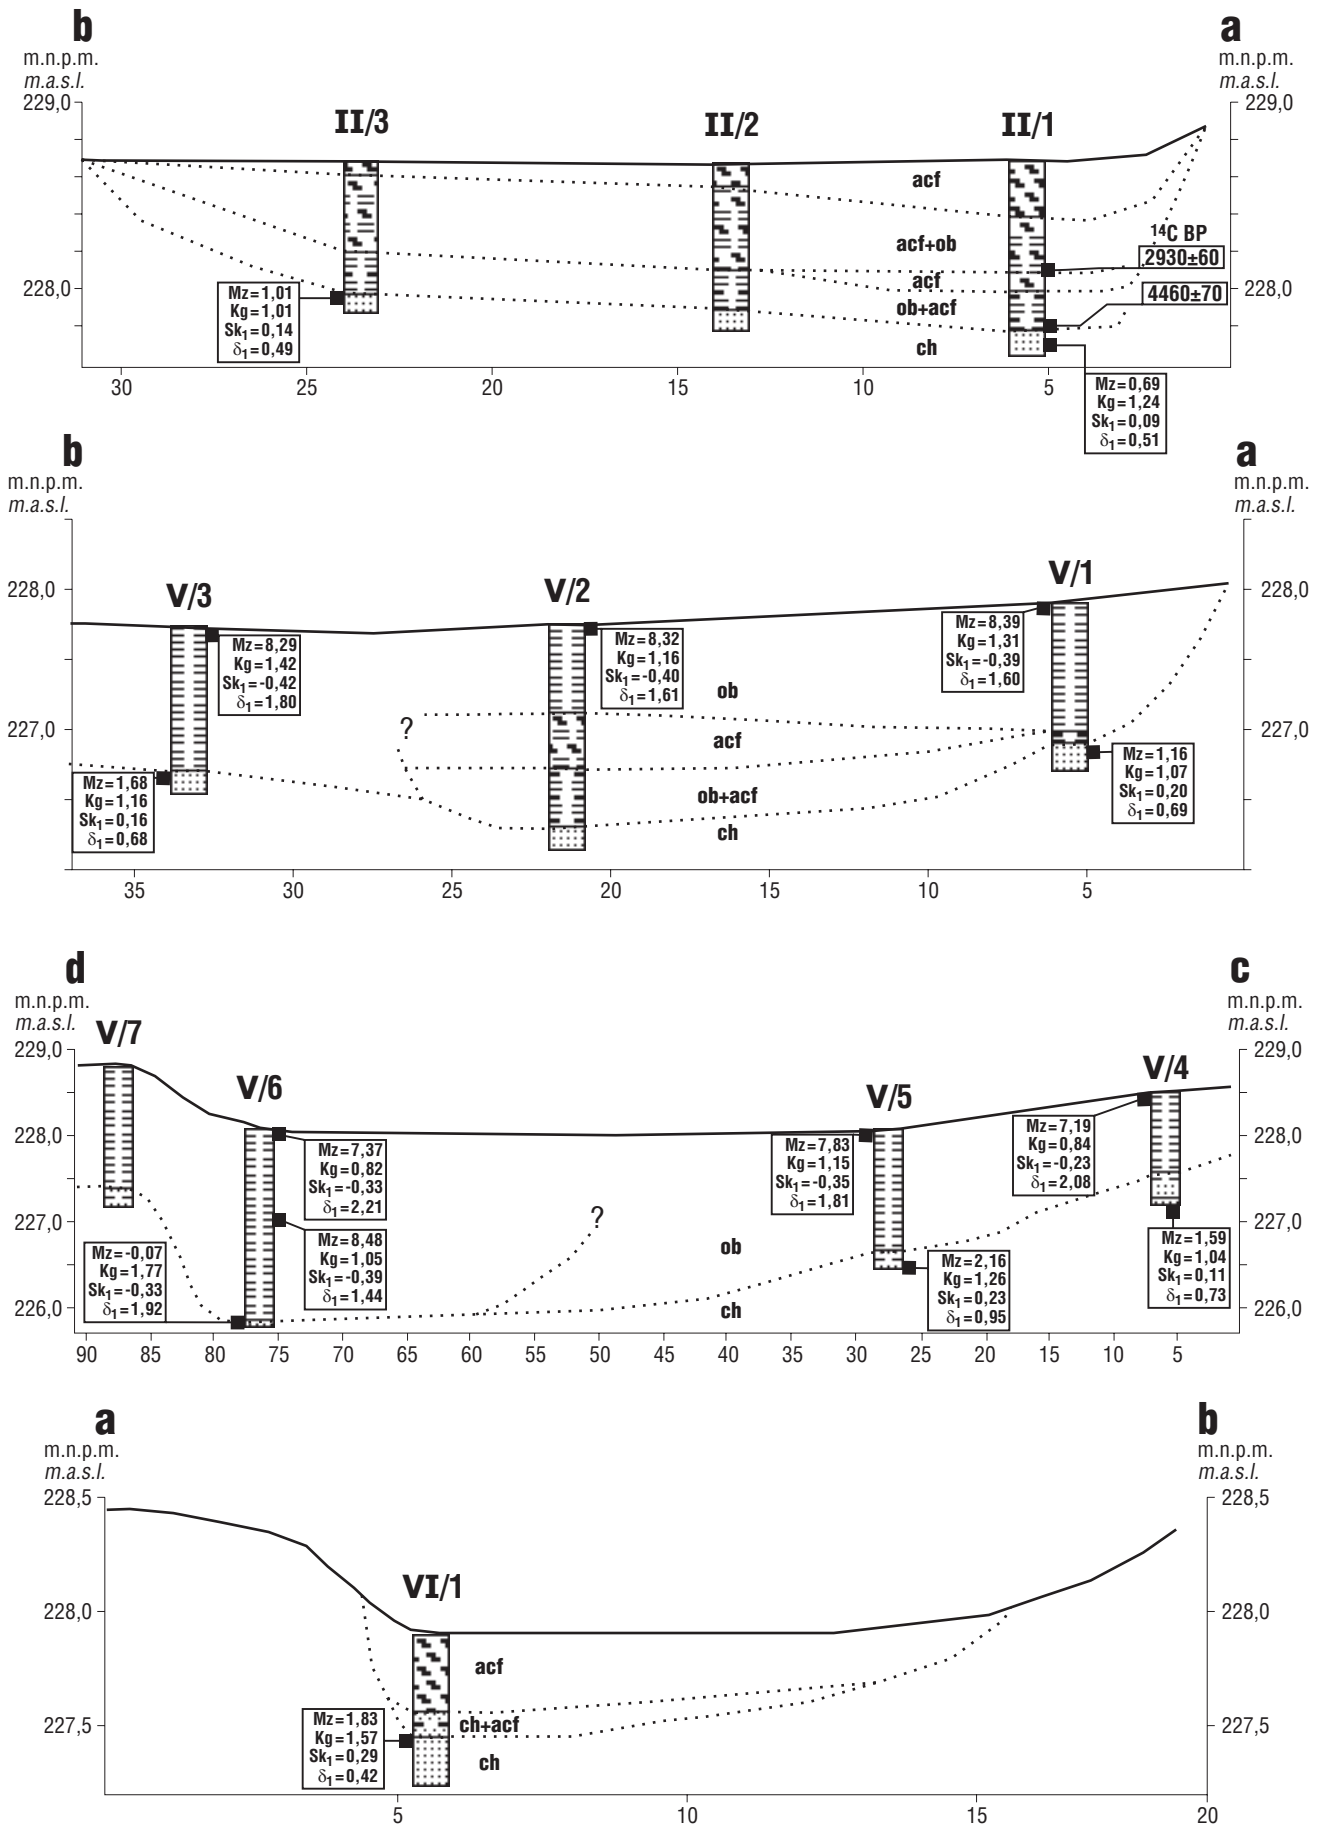 b
a
m.n.p.m.
m.n.p.m.
m.a.s.l.
m.a.s.l.
229,0
229,0
II/3
II/2
II/1
acf
14C BP
acf+ob
2930±60
acf
228,0
4460±70
228,0
ob+acf
Mz=1,01
Kg=1,01
Sk1=0,14
δ1=0,49
ch
30
25
20
15
10
5
Mz=0,69
Kg=1,24
Sk1=0,09
δ1=0,51
b
a
m.n.p.m.
m.n.p.m.
m.a.s.l.
m.a.s.l.
228,0
228,0
V/3
V/2
V/1
Mz=8,29
Kg=1,42
Sk1=-0,42
δ1=1,80
Mz=8,32
Kg=1,16
Sk1=-0,40
δ1=1,61
Mz=8,39
Kg=1,31
Sk1=-0,39
δ1=1,60
ob
227,0
?
acf
227,0
Mz=1,68
Kg=1,16
Sk1=0,16
δ1=0,68
ob+acf
ch
Mz=1,16
Kg=1,07
Sk1=0,20
δ1=0,69
35
30
25
20
15
10
5
d
c
m.n.p.m.
m.n.p.m.
m.a.s.l.
m.a.s.l.
V/7
229,0
229,0
V/6
V/5
V/4
228,0
228,0
Mz=7,37
Kg=0,82
Sk1=-0,33
δ1=2,21
Mz=7,83
Kg=1,15
Sk1=-0,35
δ1=1,81
Mz=7,19
Kg=0,84
Sk1=-0,23
δ1=2,08
227,0
?
227,0
Mz=-0,07
Kg=1,77
Sk1=-0,33
δ1=1,92
Mz=8,48
Kg=1,05
Sk1=-0,39
δ1=1,44
ob
Mz=2,16
Kg=1,26
Sk1=0,23
δ1=0,95
Mz=1,59
Kg=1,04
Sk1=0,11
δ1=0,73
226,0
ch
226,0
90
85
80
75
70
65
60
55
50
45
40
35
30
25
20
15
10
5
a
b
m.n.p.m.
m.n.p.m.
m.a.s.l.
m.a.s.l.
228,5
228,5
VI/1
228,0
228,0
acf
227,5
227,5
ch+acf
Mz=1,83
Kg=1,57
Sk1=0,29
δ1=0,42
ch
5
10
15
20